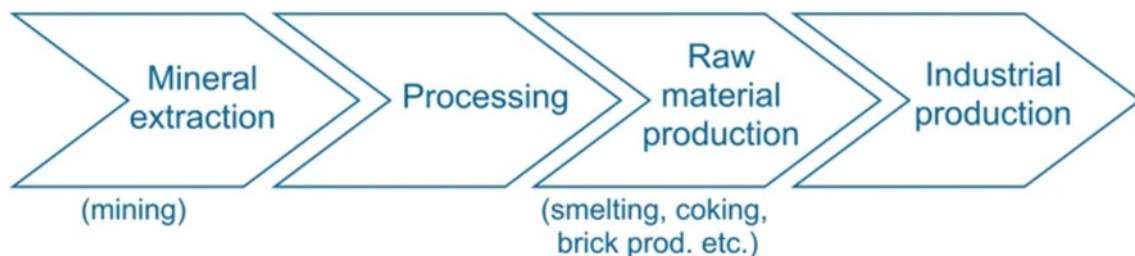 Mineral
extraction
(mining)
Processing
Raw
material
production
(smelting, coking,
brick prod. etc.)
Industrial
production